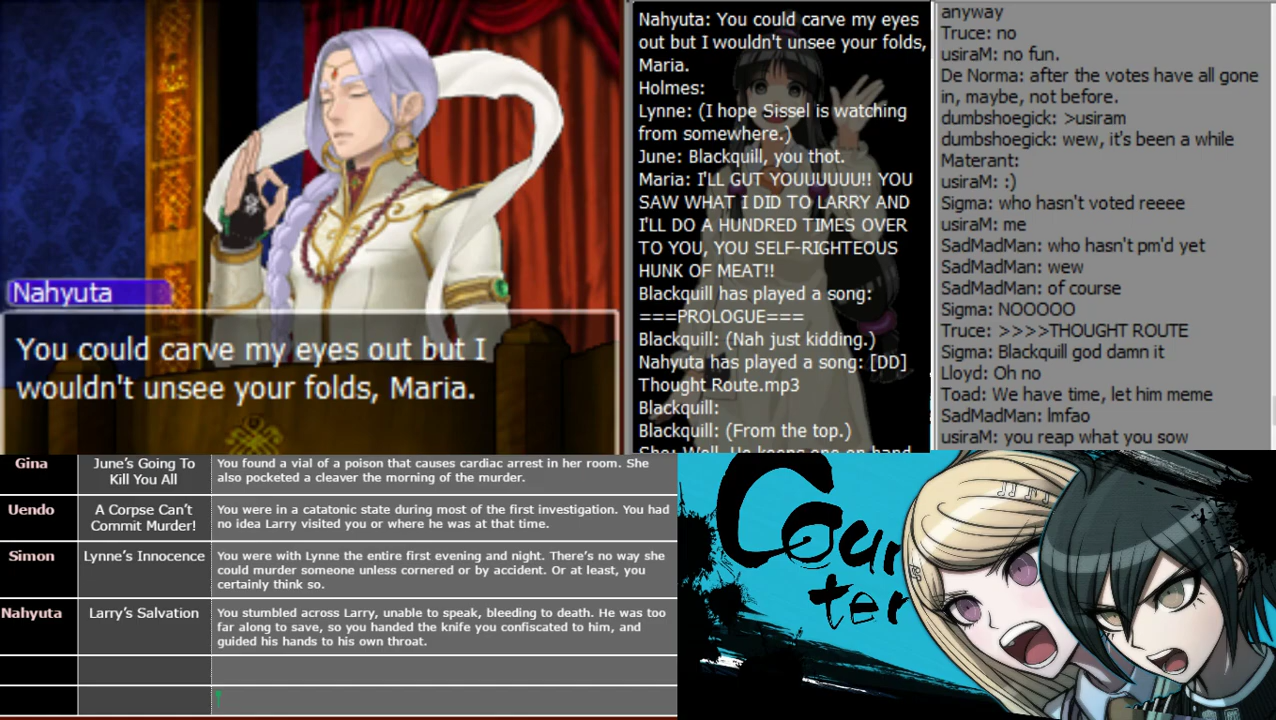 Nahyuta
You could carve my eyes out but I
wouldn't unsee your folds, Maria.
Nahyuta: You could carve my eyes
out but I wouldn't unsee your folds,
Maria.
Holmes:
Lynne: (I hope Sissel is watching
from somewhere.)
June: Blackquill, you thot.
Maria: I'LL GUT YOUUUUUU!! YOU
SAW WHAT I DID TO LARRY AND
I'LL DO A HUNDRED TIMES OVER
TO YOU, YOU SELF-RIGHTEOUS
HUNK OF MEAT!!
Blackquill has played a song:
===PROLOGUE===
Blackquill: (Nah just kidding.)
Nahyuta has played a song: [DD]
Thought Route.mp3
Blackquill:
Blackquill: (From the top.)
anyway
Truce: no
usiraM: no fun.
De Norma: after the votes have all gone
in, maybe, not before.
dumbshoegick: >usiram
dumbshoegick: wew, it's been a while
Materant:
usiraM: :)
Sigma: who hasn't voted reeee
usiraM: me
SadMadMan: who hasn't pm'd yet
SadMadMan: wew
SadMadMan: of course
Sigma: NOOOOO
Truce: >>>>THOUGHT ROUTE
Sigma: Blackquill god damn it
Lloyd: Oh no
Toad: We have time, let him meme
SadMadMan: lmfao
usiraM: you reap what you sow
Gina
June's Going To
Kill You All
You found a vial of a poison that causes cardiac arrest in her room. She
also pocketed a cleaver the morning of the murder.
Uendo
A Corpse Can't
Commit Murder!
You were in a catatonic state during most of the first investigation. You had
no idea Larry visited you or where he was at that time.
Simon
Lynne's Innocence
You were with Lynne the entire first evening and night. There's no way she
could murder someone unless cornered or by accident. Or at least, you
certainly think so.
Nahyuta
Larry's Salvation
You stumbled across Larry, unable to speak, bleeding to death. He was too
far along to save, so you handed the knife you confiscated to him, and
guided his hands to his own throat.
Coun
ter